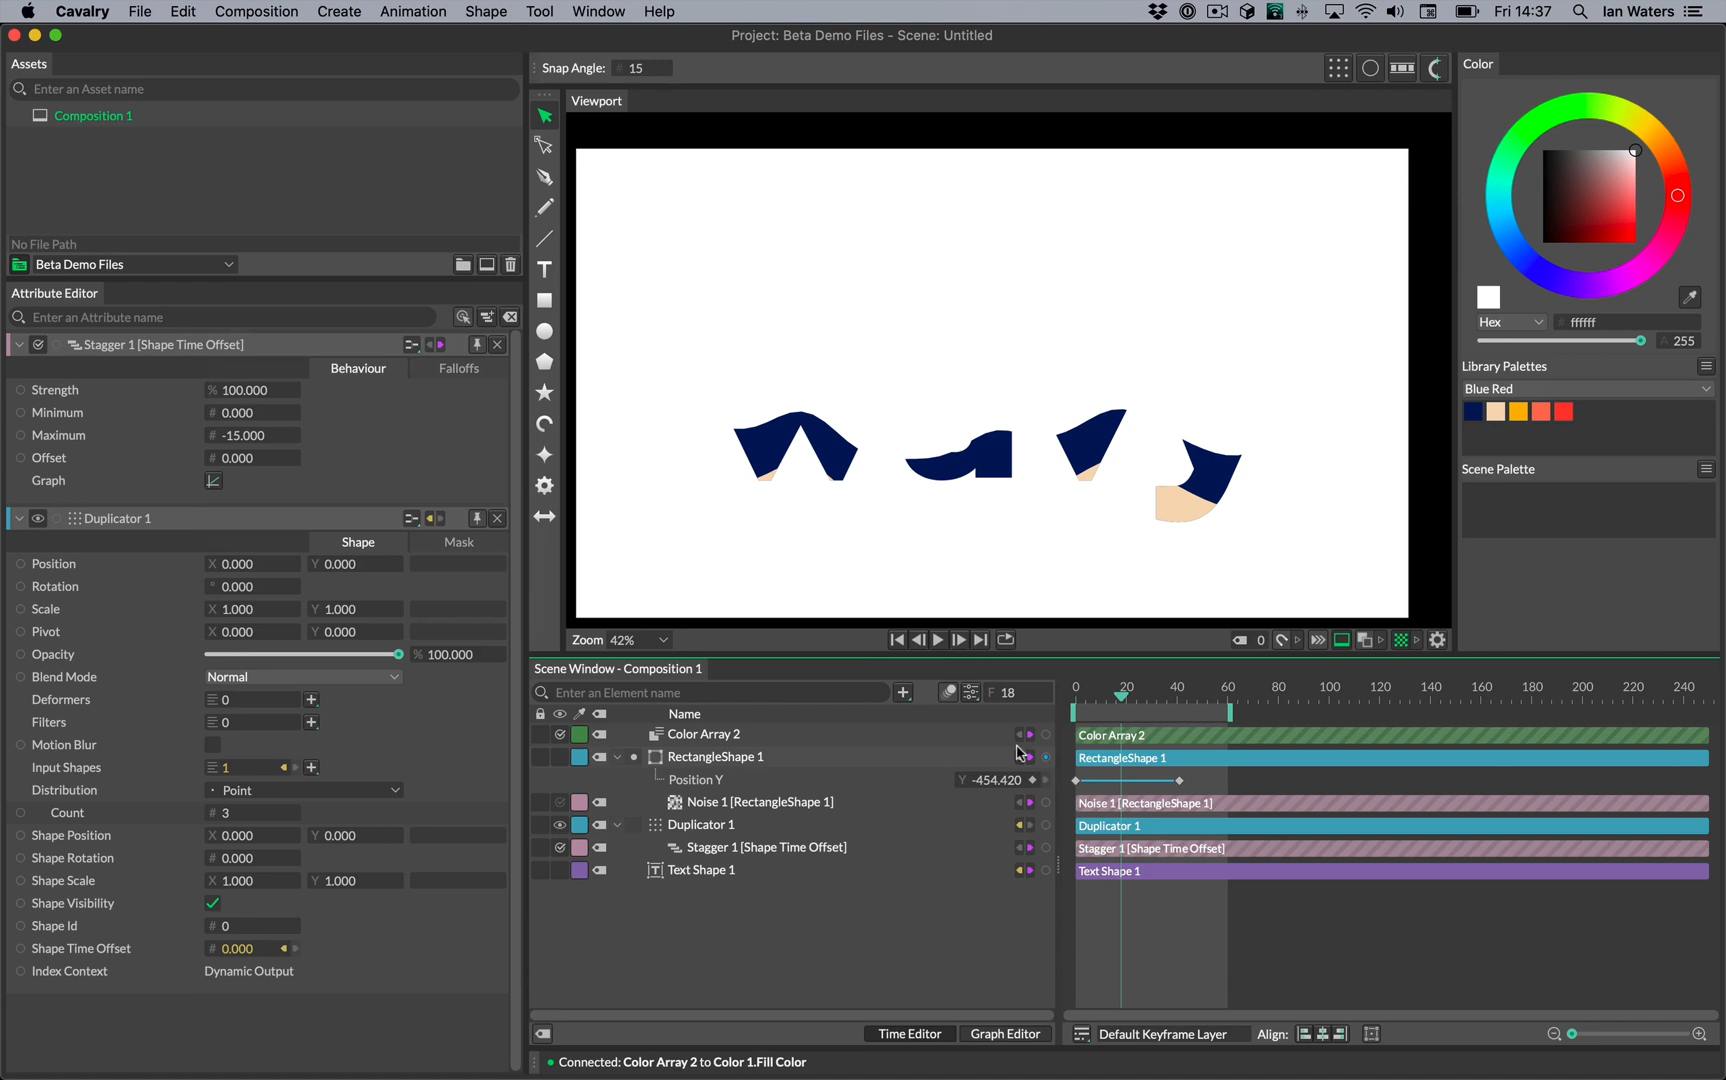 Cavalry File Edit Composition Create Animation Shape Tool Window Help Fri 14:37 Ian Waters
Project: Beta Demo Files - Scene: Untitled
Assets
Enter an Asset name
Composition 1
No File Path
Beta Demo Files
Attribute Editor
Enter an Attribute name
Stagger 1 [Shape Time Offset]
Behaviour Falloffs
Strength % 100.000
Minimum # 0.000
Maximum # -15.000
Offset # 0.000
Graph
Duplicator 1
Shape Mask
Position X 0.000 Y 0.000
Rotation ° 0.000
Scale X 1.000 Y 1.000
Pivot X 0.000 Y 0.000
Opacity % 100.000
Blend Mode Normal
Deformers 0
Filters 0
Motion Blur
Input Shapes 1
Distribution · Point
Count # 3
Shape Position X 0.000 Y 0.000
Shape Rotation # 0.000
Shape Scale X 1.000 Y 1.000
Shape Visibility
Shape Id # 0
Shape Time Offset # 0.000
Index Context Dynamic Output
Snap Angle: # 15
Viewport
Zoom 42% 0
Scene Window - Composition 1
Enter an Element name F 18
Name
Color Array 2
RectangleShape 1
Position Y Y -454.420
Noise 1 [RectangleShape 1]
Duplicator 1
Stagger 1 [Shape Time Offset]
Text Shape 1
0 20 40 60 80 100 120 140 160 180 200 220 240
Color Array 2
RectangleShape 1
Noise 1 [RectangleShape 1]
Duplicator 1
Stagger 1 [Shape Time Offset]
Text Shape 1
Time Editor Graph Editor Default Keyframe Layer Align:
Connected: Color Array 2 to Color 1.Fill Color
Color
Hex # ffffff
A 255
Library Palettes
Blue Red
Scene Palette